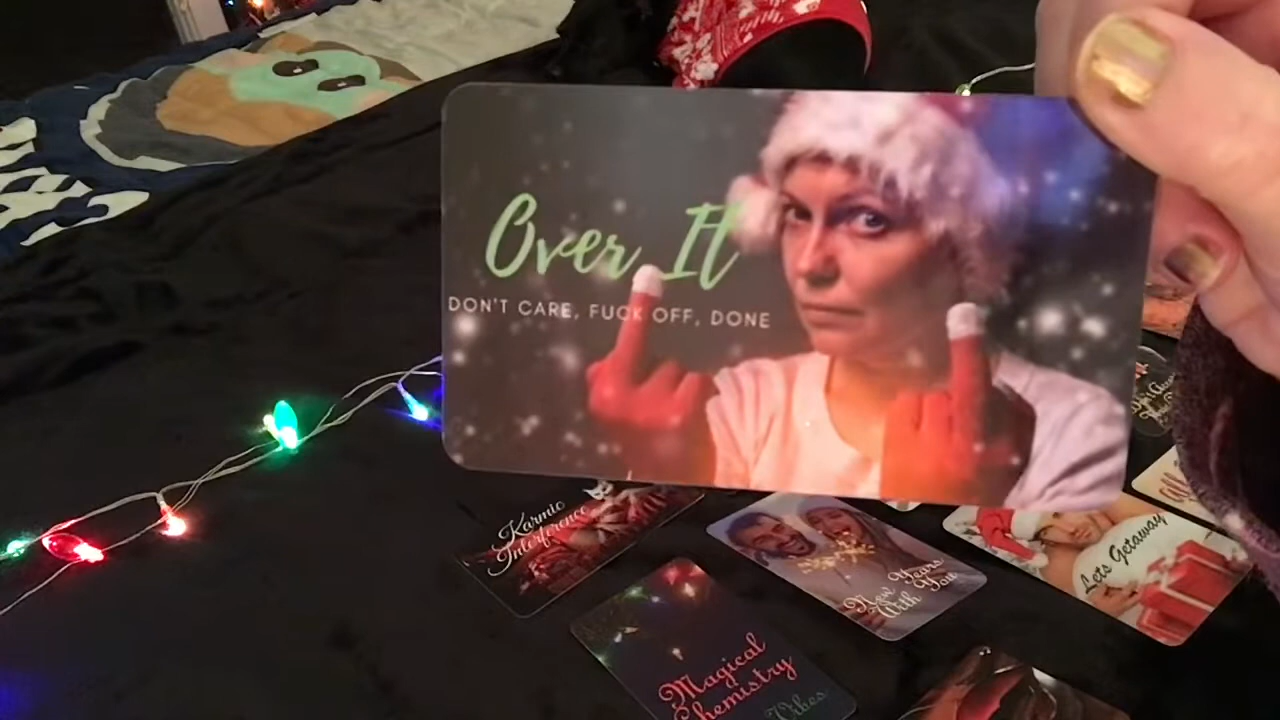 Over It
DON'T CARE, FUCK OFF, DONE
Karmic
Interference
New Years
With You
Lets Getaway
Magical
Chemistry
Vibes